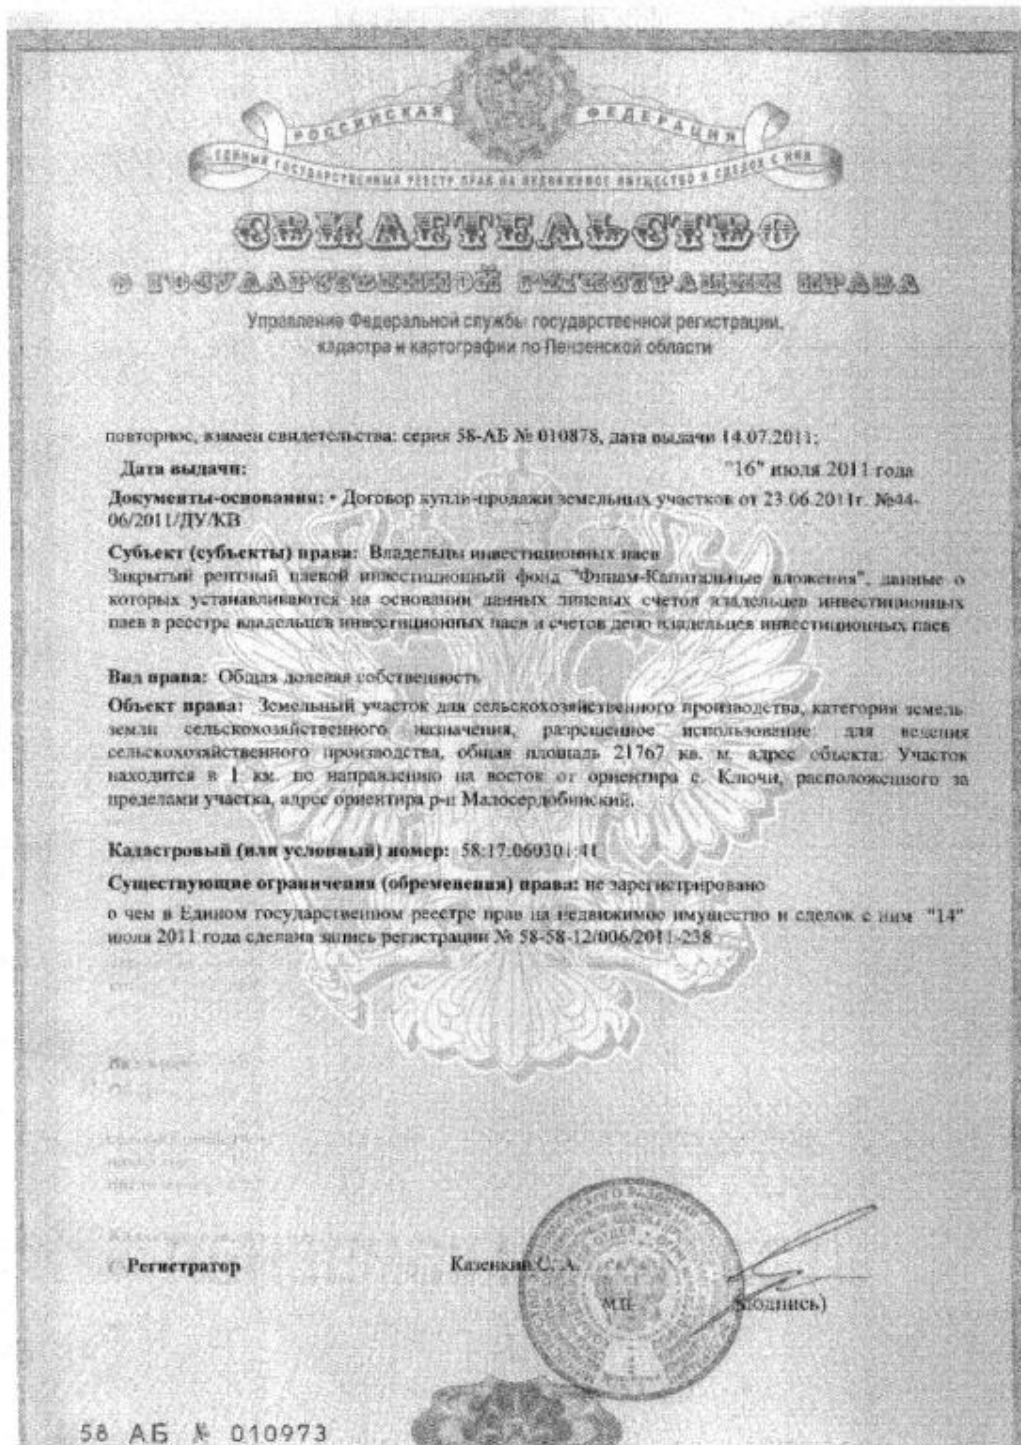 РОССИЙСКАЯ ФЕДЕРАЦИЯ
ЕДИНЫЙ ГОСУДАРСТВЕННЫЙ РЕЕСТР ПРАВ НА НЕДВИЖИМОЕ ИМУЩЕСТВО И СДЕЛОК С НИМ
СВИДЕТЕЛЬСТВО
О ГОСУДАРСТВЕННОЙ РЕГИСТРАЦИИ ПРАВА
Управление Федеральной службы государственной регистрации,
кадастра и картографии по Пензенской области
повторное, взамен свидетельства: серия 58-АБ № 010878, дата выдачи 14.07.2011;
Дата выдачи: "16" июля 2011 года
Документы-основания: • Договор купли-продажи земельных участков от 23.06.2011г. №44-
06/2011/ДУ/КВ
Субъект (субъекты) права: Владельцы инвестиционных паев
Закрытый рентный паевой инвестиционный фонд "Финам-Капитальные вложения", данные о
которых устанавливаются на основании данных лицевых счетов владельцев инвестиционных
паев в реестре владельцев инвестиционных паев и счетов депо владельцев инвестиционных паев
Вид права: Общая долевая собственность
Объект права: Земельный участок для сельскохозяйственного производства, категория земель:
земли сельскохозяйственного назначения, разрешенное использование: для ведения
сельскохозяйственного производства, общая площадь 21767 кв. м, адрес объекта: Участок
находится в 1 км. по направлению на восток от ориентира с. Ключи, расположенного за
пределами участка, адрес ориентира р-н Малосердобинский.
Кадастровый (или условный) номер: 58:17:060301:41
Существующие ограничения (обременения) права: не зарегистрировано
о чем в Едином государственном реестре прав на недвижимое имущество и сделок с ним "14"
июля 2011 года сделана запись регистрации № 58-58-12/006/2011-238
Регистратор Казенкин С. А.
М.П. (подпись)
58 АБ № 010973